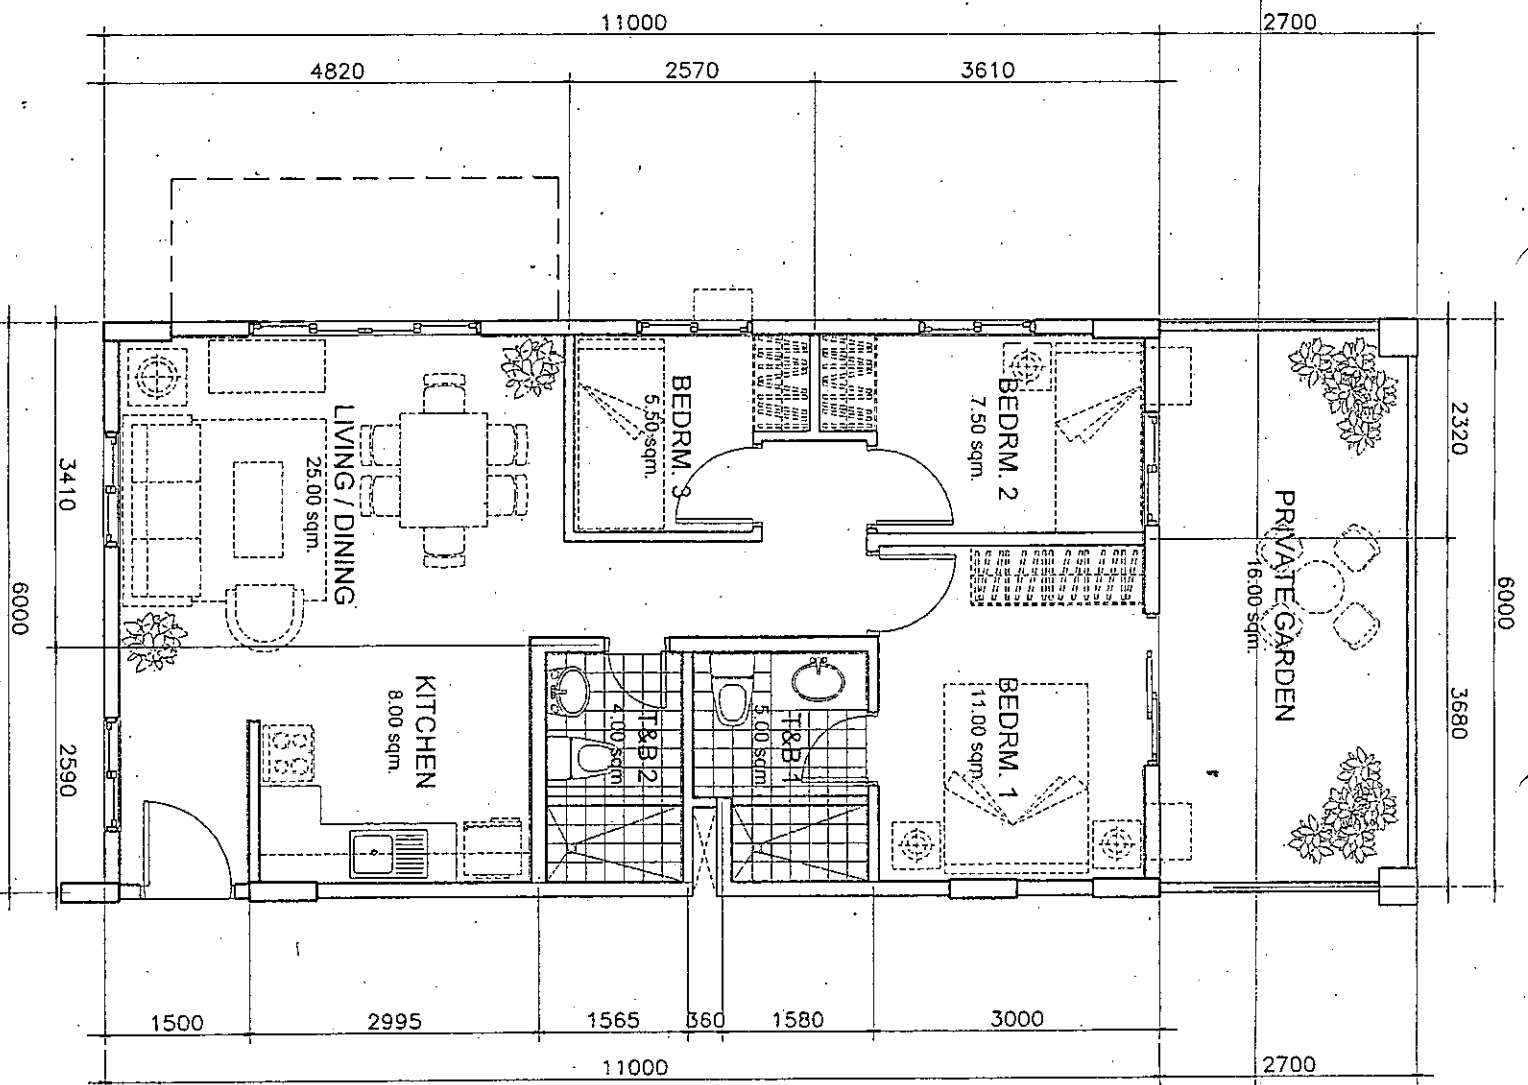 11000
2700
4820
2570
3610
LIVING / DINING
25.00 sqm.
BEDRM. 3
5.50 sqm.
BEDRM. 2
7.50 sqm.
PRIVATE GARDEN
16.00 sqm.
KITCHEN
8.00 sqm.
T&B 2
4.00 sqm.
T&B 1
5.00 sqm.
BEDRM. 1
11.00 sqm.
3410
2590
6000
2320
3680
6000
1500
2995
1565
360
1580
3000
11000
2700